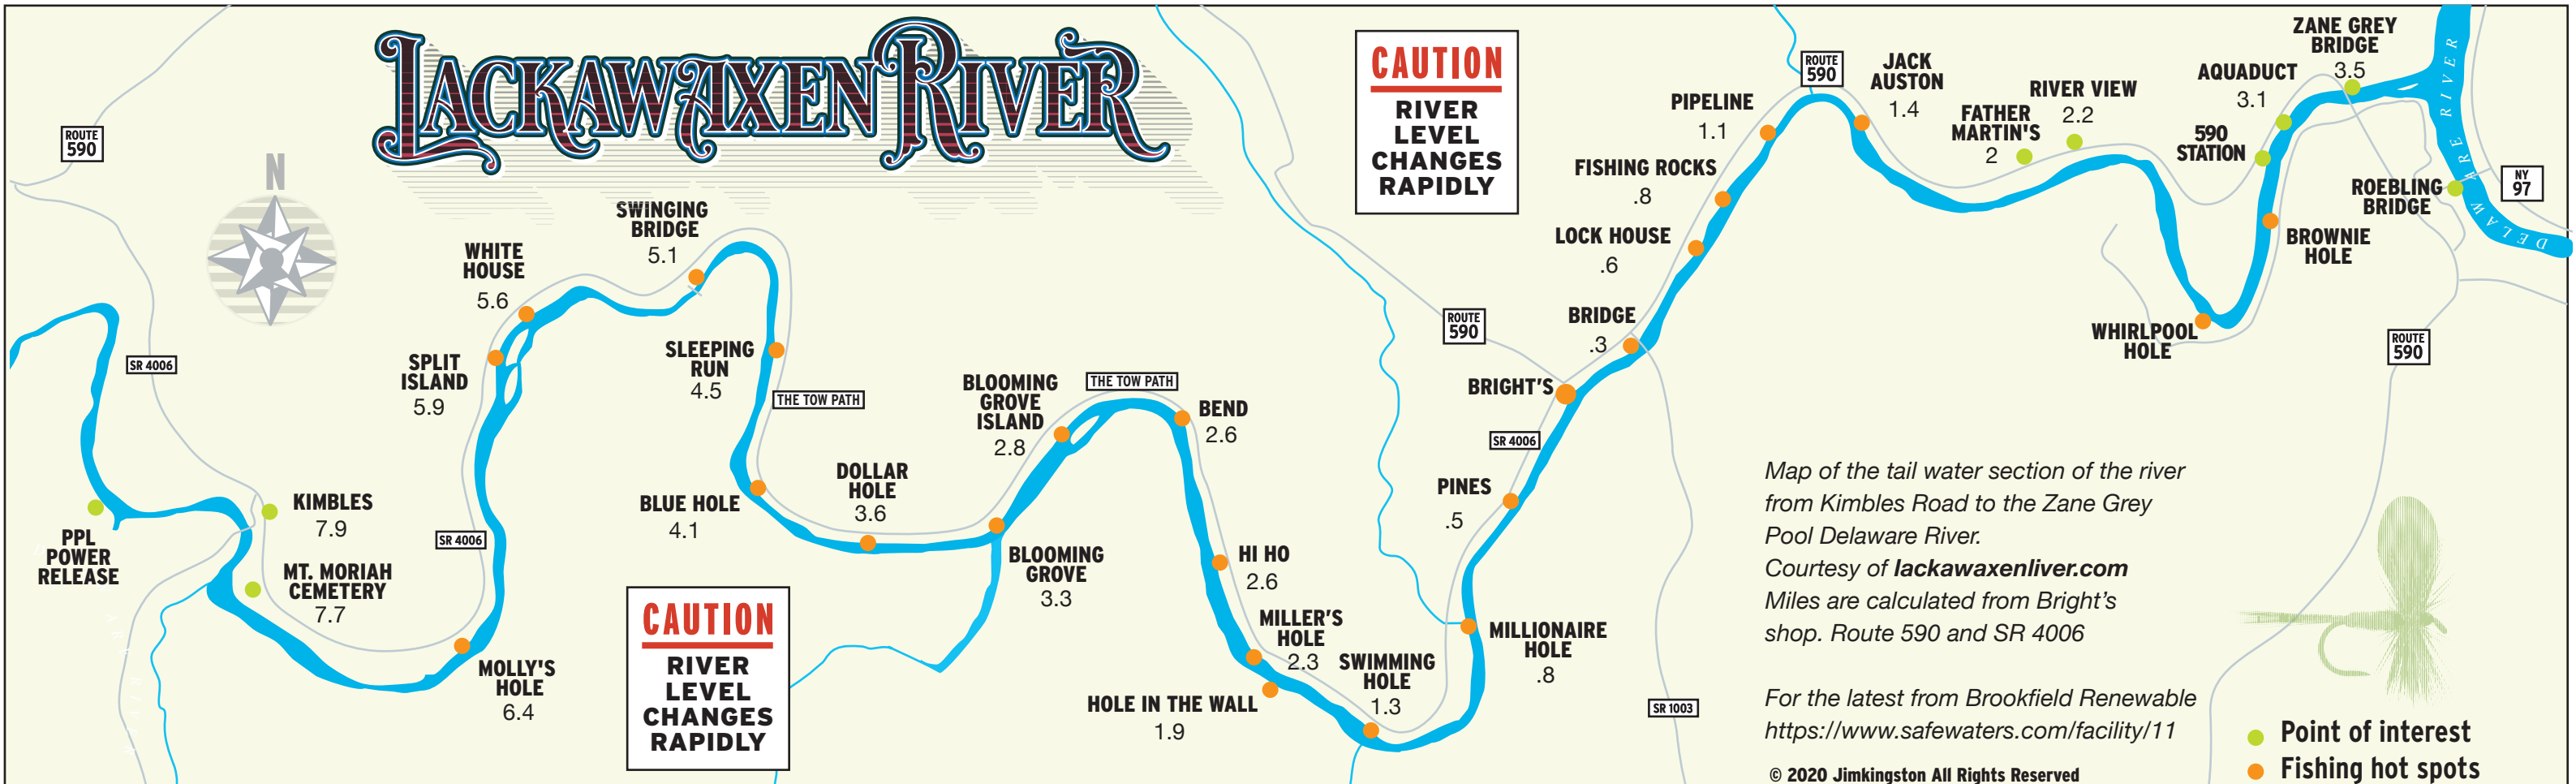 LACKAWAXEN RIVER
N
ROUTE
590
SR 4006
PPL
POWER
RELEASE
KIMBLES
7.9
MT. MORIAH
CEMETERY
7.7
MOLLY'S
HOLE
6.4
SR 4006
SPLIT
ISLAND
5.9
WHITE
HOUSE
5.6
SWINGING
BRIDGE
5.1
SLEEPING
RUN
4.5
THE TOW PATH
BLUE HOLE
4.1
DOLLAR
HOLE
3.6
BLOOMING
GROVE
3.3
BLOOMING
GROVE
ISLAND
2.8
THE TOW PATH
BEND
2.6
HI HO
2.6
MILLER'S
HOLE
2.3
HOLE IN THE WALL
1.9
SWIMMING
HOLE
1.3
MILLIONAIRE
HOLE
.8
PINES
.5
SR 4006
BRIGHT'S
ROUTE
590
BRIDGE
.3
LOCK HOUSE
.6
FISHING ROCKS
.8
PIPELINE
1.1
ROUTE
590
JACK
AUSTON
1.4
FATHER
MARTIN'S
2
RIVER VIEW
2.2
WHIRLPOOL
HOLE
BROWNIE
HOLE
590
STATION
AQUADUCT
3.1
ZANE GREY
BRIDGE
3.5
ROEBLING
BRIDGE
DELAWARE RIVER
NY
97
ROUTE
590
SR 1003
CAUTION
RIVER
LEVEL
CHANGES
RAPIDLY
CAUTION
RIVER
LEVEL
CHANGES
RAPIDLY
Map of the tail water section of the river
from Kimbles Road to the Zane Grey
Pool Delaware River.
Courtesy of lackawaxenliver.com
Miles are calculated from Bright's
shop. Route 590 and SR 4006
For the latest from Brookfield Renewable
https://www.safewaters.com/facility/11
© 2020 Jimkingston All Rights Reserved
Point of interest
Fishing hot spots